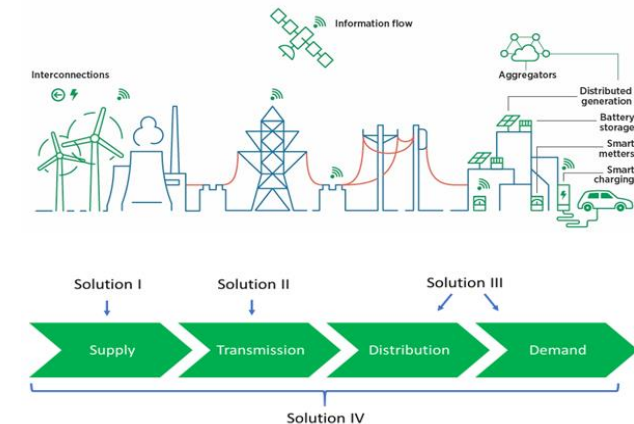 Information flow
Interconnections
Aggregators
Distributed
generation
Battery
storage
Smart
metters
Smart
charging
Solution I
Solution II
Solution III
Supply
Transmission
Distribution
Demand
Solution IV